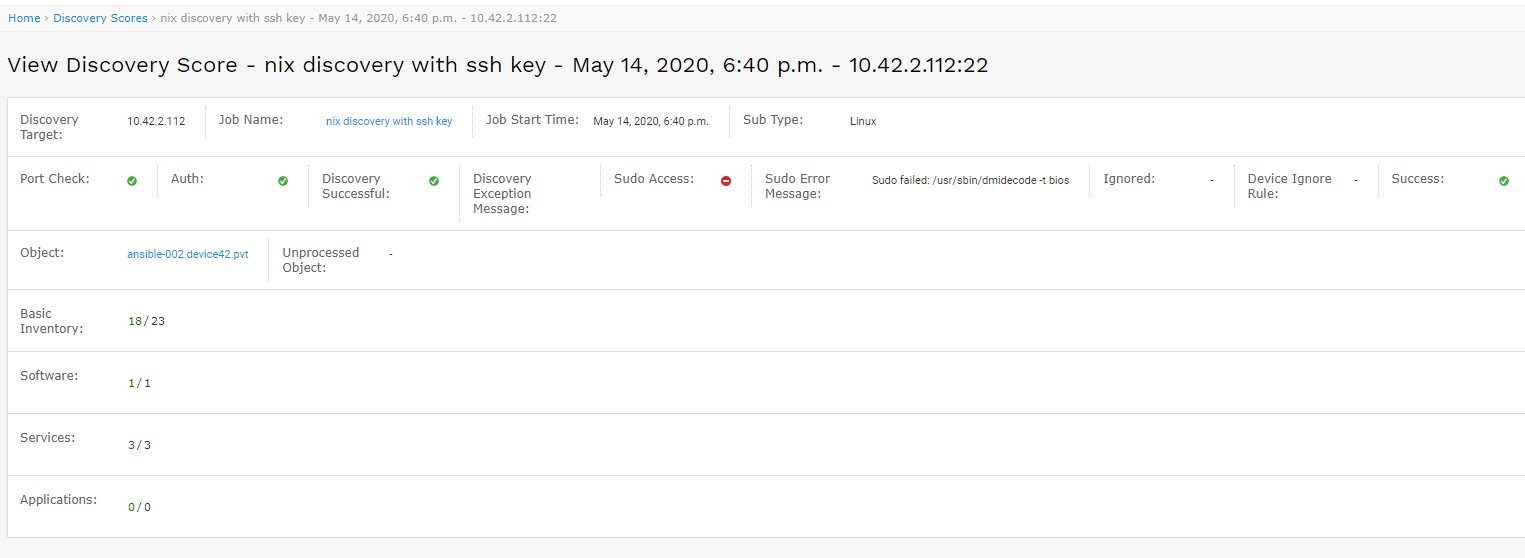 Home › Discovery Scores › nix discovery with ssh key - May 14, 2020, 6:40 p.m. - 10.42.2.112:22
View Discovery Score - nix discovery with ssh key - May 14, 2020, 6:40 p.m. - 10.42.2.112:22
Discovery Target: 10.42.2.112 Job Name: nix discovery with ssh key Job Start Time: May 14, 2020, 6:40 p.m. Sub Type: Linux
Port Check: Auth: Discovery Successful: Discovery Exception Message: Sudo Access: Sudo Error Message: Sudo failed: /usr/sbin/dmidecode -t bios Ignored: - Device Ignore Rule: - Success:
Object: ansible-002.device42.pvt Unprocessed Object: -
Basic Inventory: 18 / 23
Software: 1 / 1
Services: 3 / 3
Applications: 0 / 0